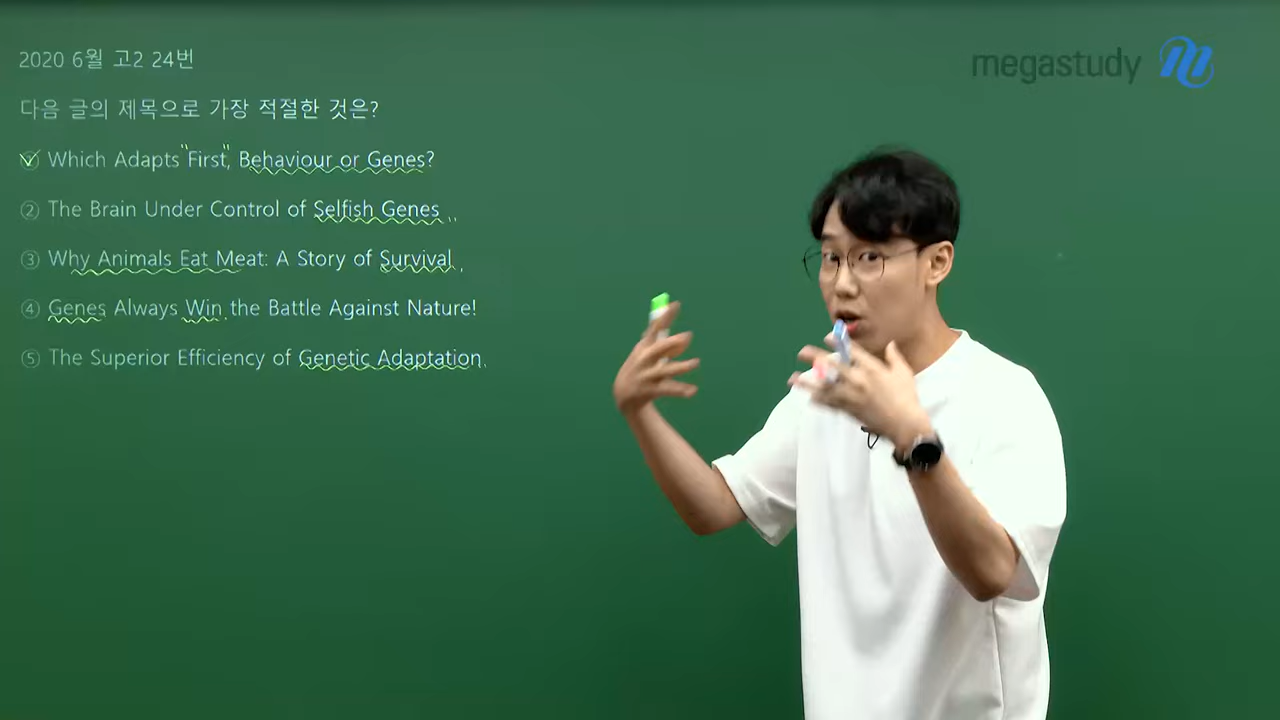 2020 6월 고2 24번
megastudy
다음 글의 제목으로 가장 적절한 것은?
① Which Adapts "First", Behaviour or Genes?
② The Brain Under Control of Selfish Genes
③ Why Animals Eat Meat: A Story of Survival
④ Genes Always Win the Battle Against Nature!
⑤ The Superior Efficiency of Genetic Adaptation